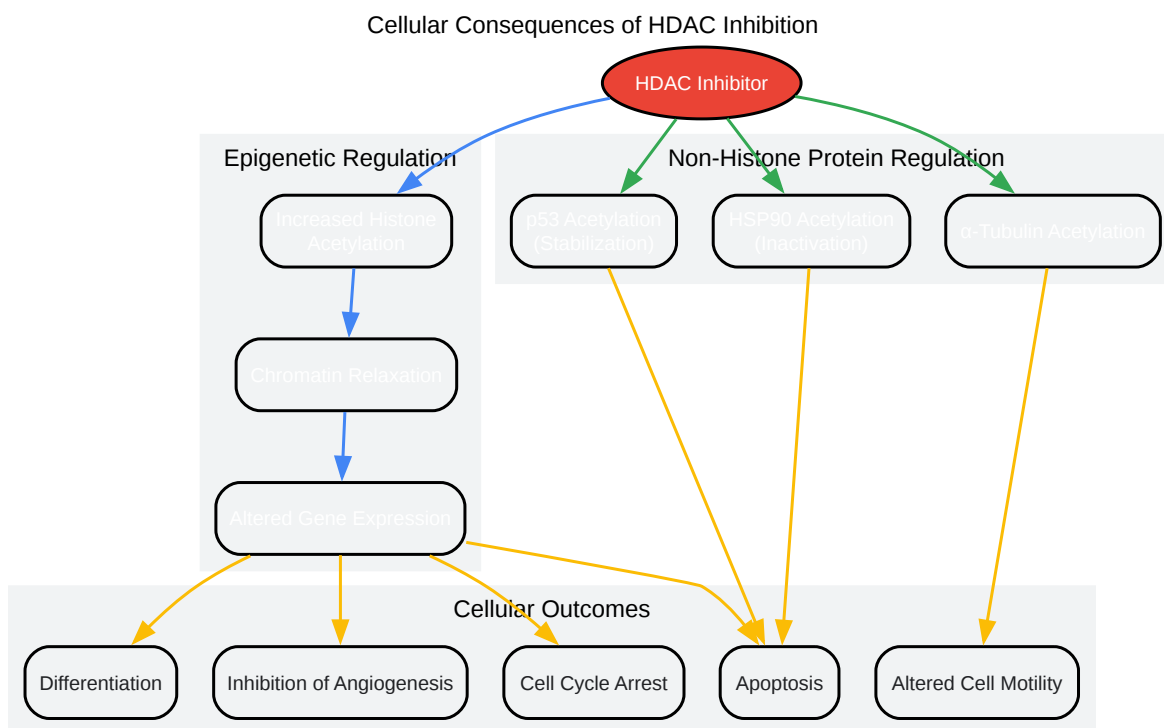 Cellular Consequences of HDAC Inhibition
HDAC Inhibitor
Epigenetic Regulation
Non-Histone Protein Regulation
Increased Histone
Acetylation
p53 Acetylation
(Stabilization)
HSP90 Acetylation
(Inactivation)
α-Tubulin Acetylation
Chromatin Relaxation
Altered Gene Expression
Cellular Outcomes
Differentiation
Inhibition of Angiogenesis
Cell Cycle Arrest
Apoptosis
Altered Cell Motility